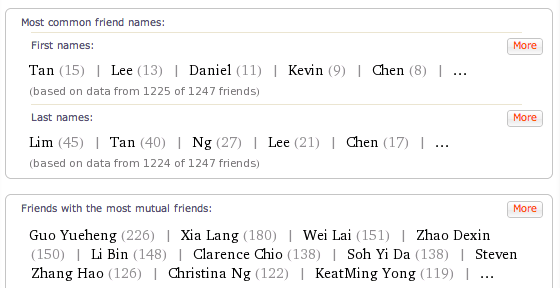 Most common friend names:
First names:
More
Tan (15) | Lee (13) | Daniel (11) | Kevin (9) | Chen (8) | ...
(based on data from 1225 of 1247 friends)
Last names:
More
Lim (45) | Tan (40) | Ng (27) | Lee (21) | Chen (17) | ...
(based on data from 1224 of 1247 friends)
Friends with the most mutual friends:
More
Guo Yueheng (226) | Xia Lang (180) | Wei Lai (151) | Zhao Dexin
(150) | Li Bin (148) | Clarence Chio (138) | Soh Yi Da (138) | Steven
Zhang Hao (126) | Christina Ng (122) | KeatMing Yong (119) | ...